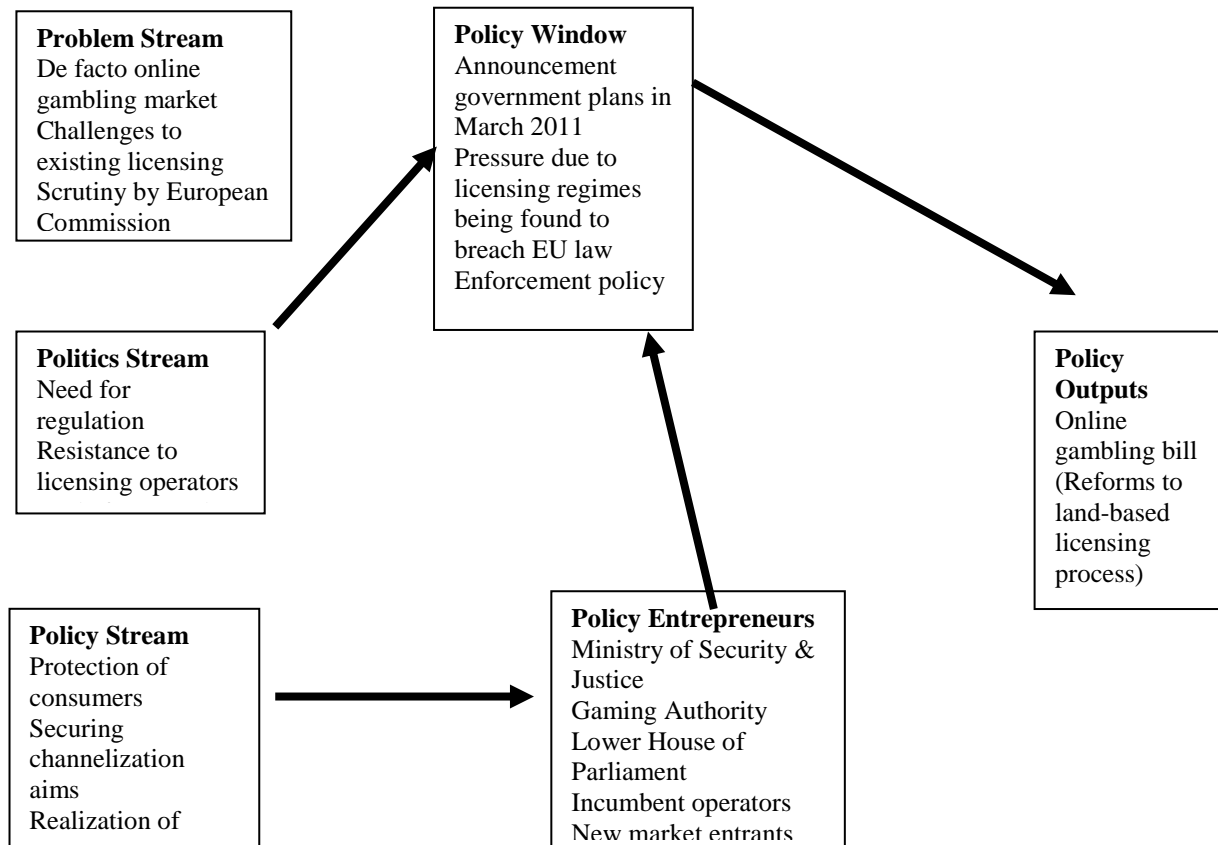 Problem Stream
De facto online
gambling market
Challenges to
existing licensing
Scrutiny by European
Commission
Policy Window
Announcement
government plans in
March 2011
Pressure due to
licensing regimes
being found to
breach EU law
Enforcement policy
Politics Stream
Need for
regulation
Resistance to
licensing operators
Policy
Outputs
Online
gambling bill
(Reforms to
land-based
licensing
process)
Policy Stream
Protection of
consumers
Securing
channelization
aims
Realization of
Policy Entrepreneurs
Ministry of Security &
Justice
Gaming Authority
Lower House of
Parliament
Incumbent operators
New market entrants